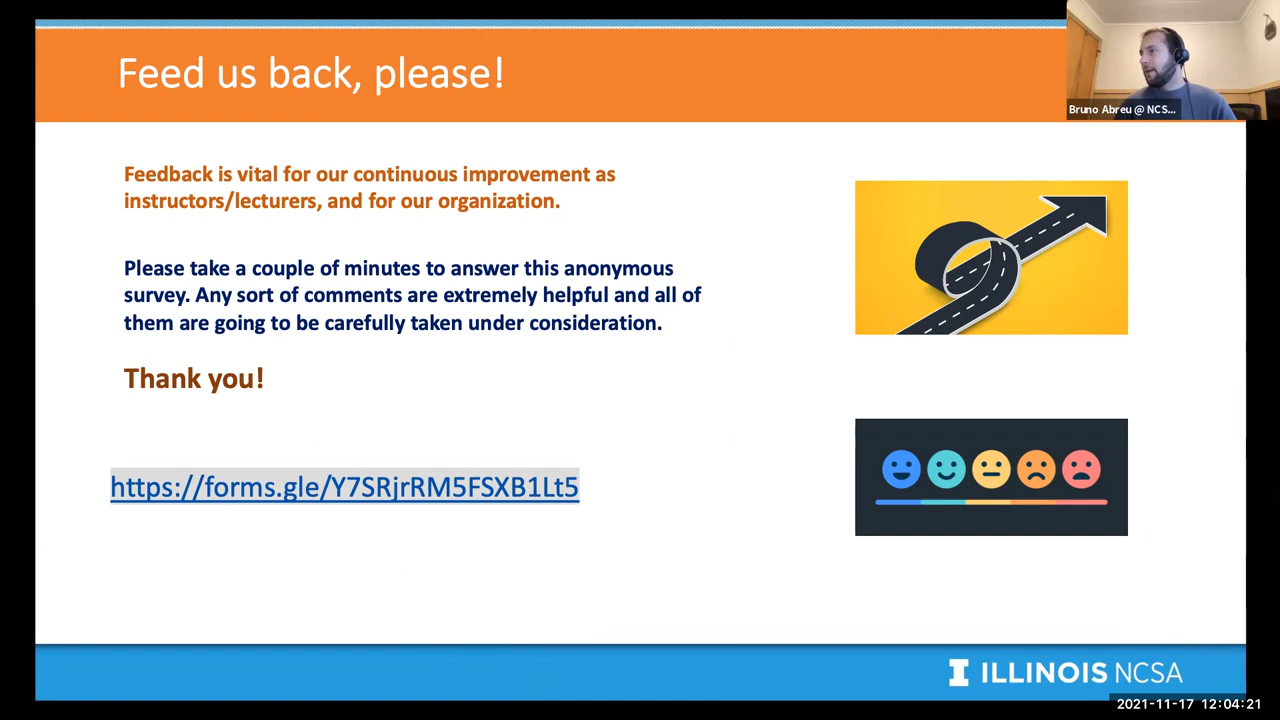 Feed us back, please!
Bruno Abreu @ NCS...
Feedback is vital for our continuous improvement as
instructors/lecturers, and for our organization.
Please take a couple of minutes to answer this anonymous
survey. Any sort of comments are extremely helpful and all of
them are going to be carefully taken under consideration.
Thank you!
https://forms.gle/Y7SRjrRM5FSXB1Lt5
ILLINOIS NCSA
2021-11-17 12:04:21